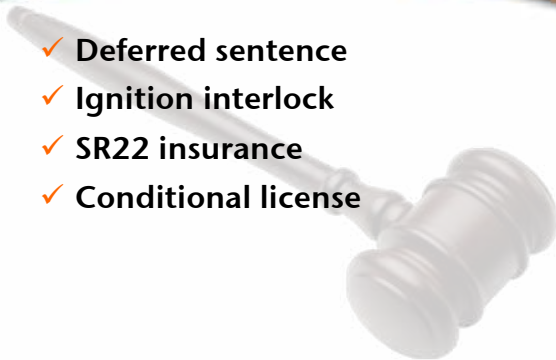 ✓ Deferred sentence
✓ Ignition interlock
✓ SR22 insurance
✓ Conditional license